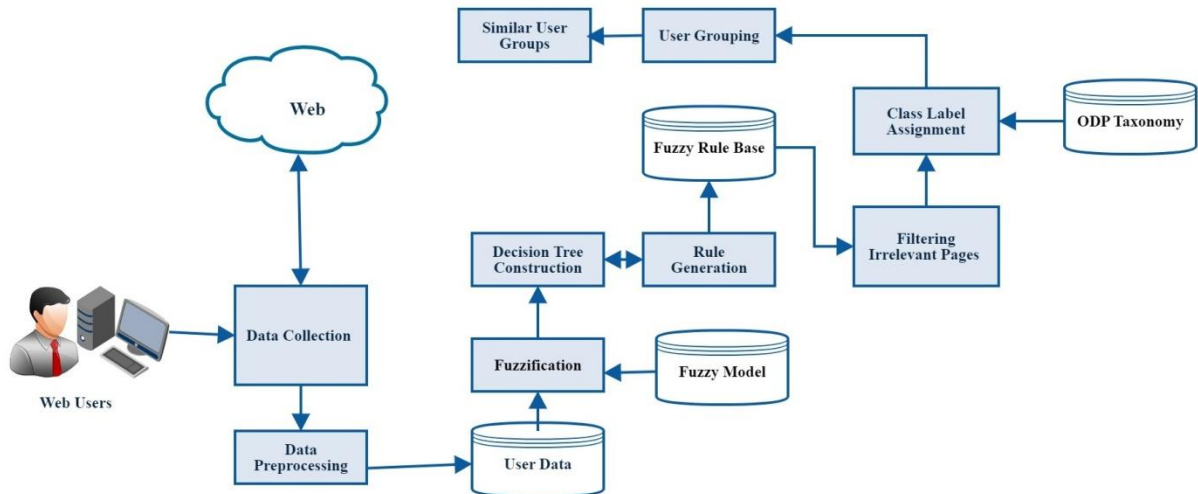 Similar User
Groups
User Grouping
Web
Class Label
Assignment
ODP Taxonomy
Fuzzy Rule Base
Decision Tree
Construction
Rule
Generation
Filtering
Irrelevant Pages
Data Collection
Fuzzification
Fuzzy Model
Web Users
Data
Preprocessing
User Data